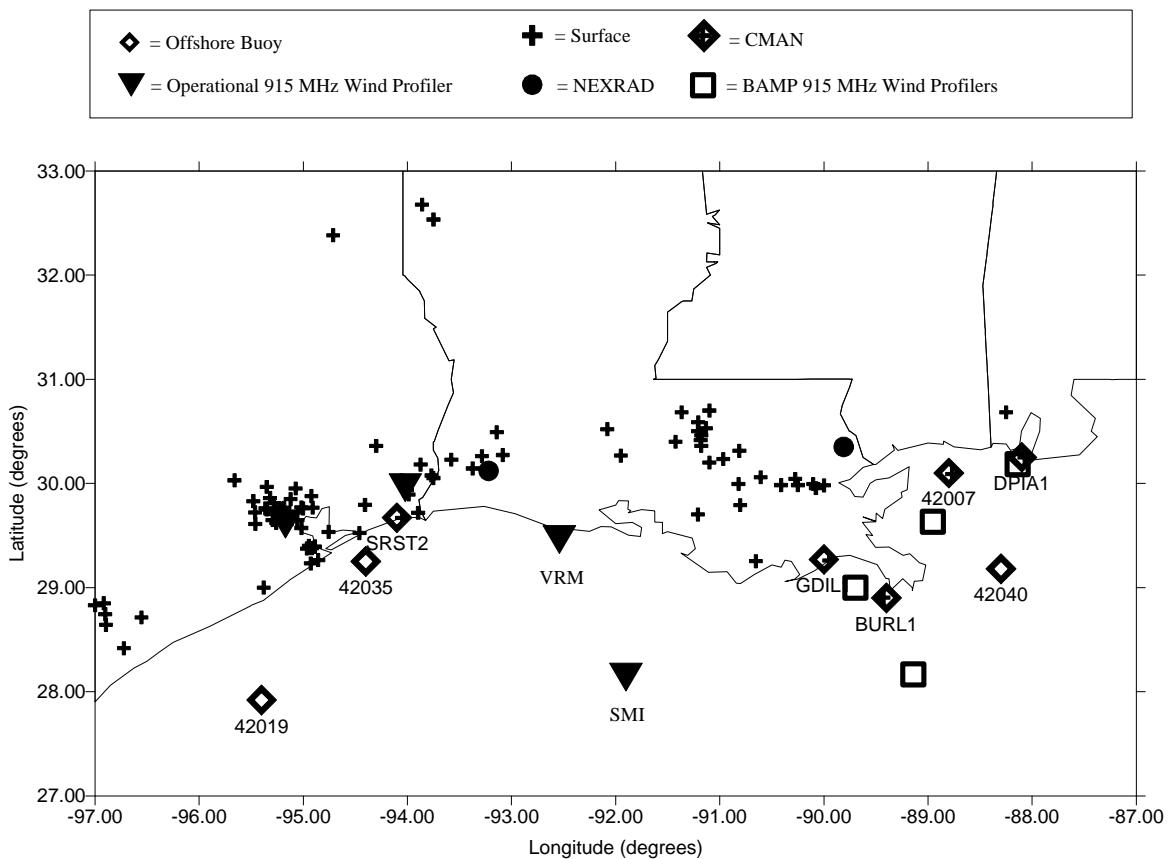 = Offshore Buoy = Surface = CMAN
= Operational 915 MHz Wind Profiler = NEXRAD = BAMP 915 MHz Wind Profilers
33.00
32.00
31.00
30.00
29.00
28.00
27.00
Latitude (degrees)
DPIA1
42007
SRST2
VRM
42035
GDIL
42040
BURL1
SMI
42019
-97.00 -96.00 -95.00 -94.00 -93.00 -92.00 -91.00 -90.00 -89.00 -88.00 -87.00
Longitude (degrees)